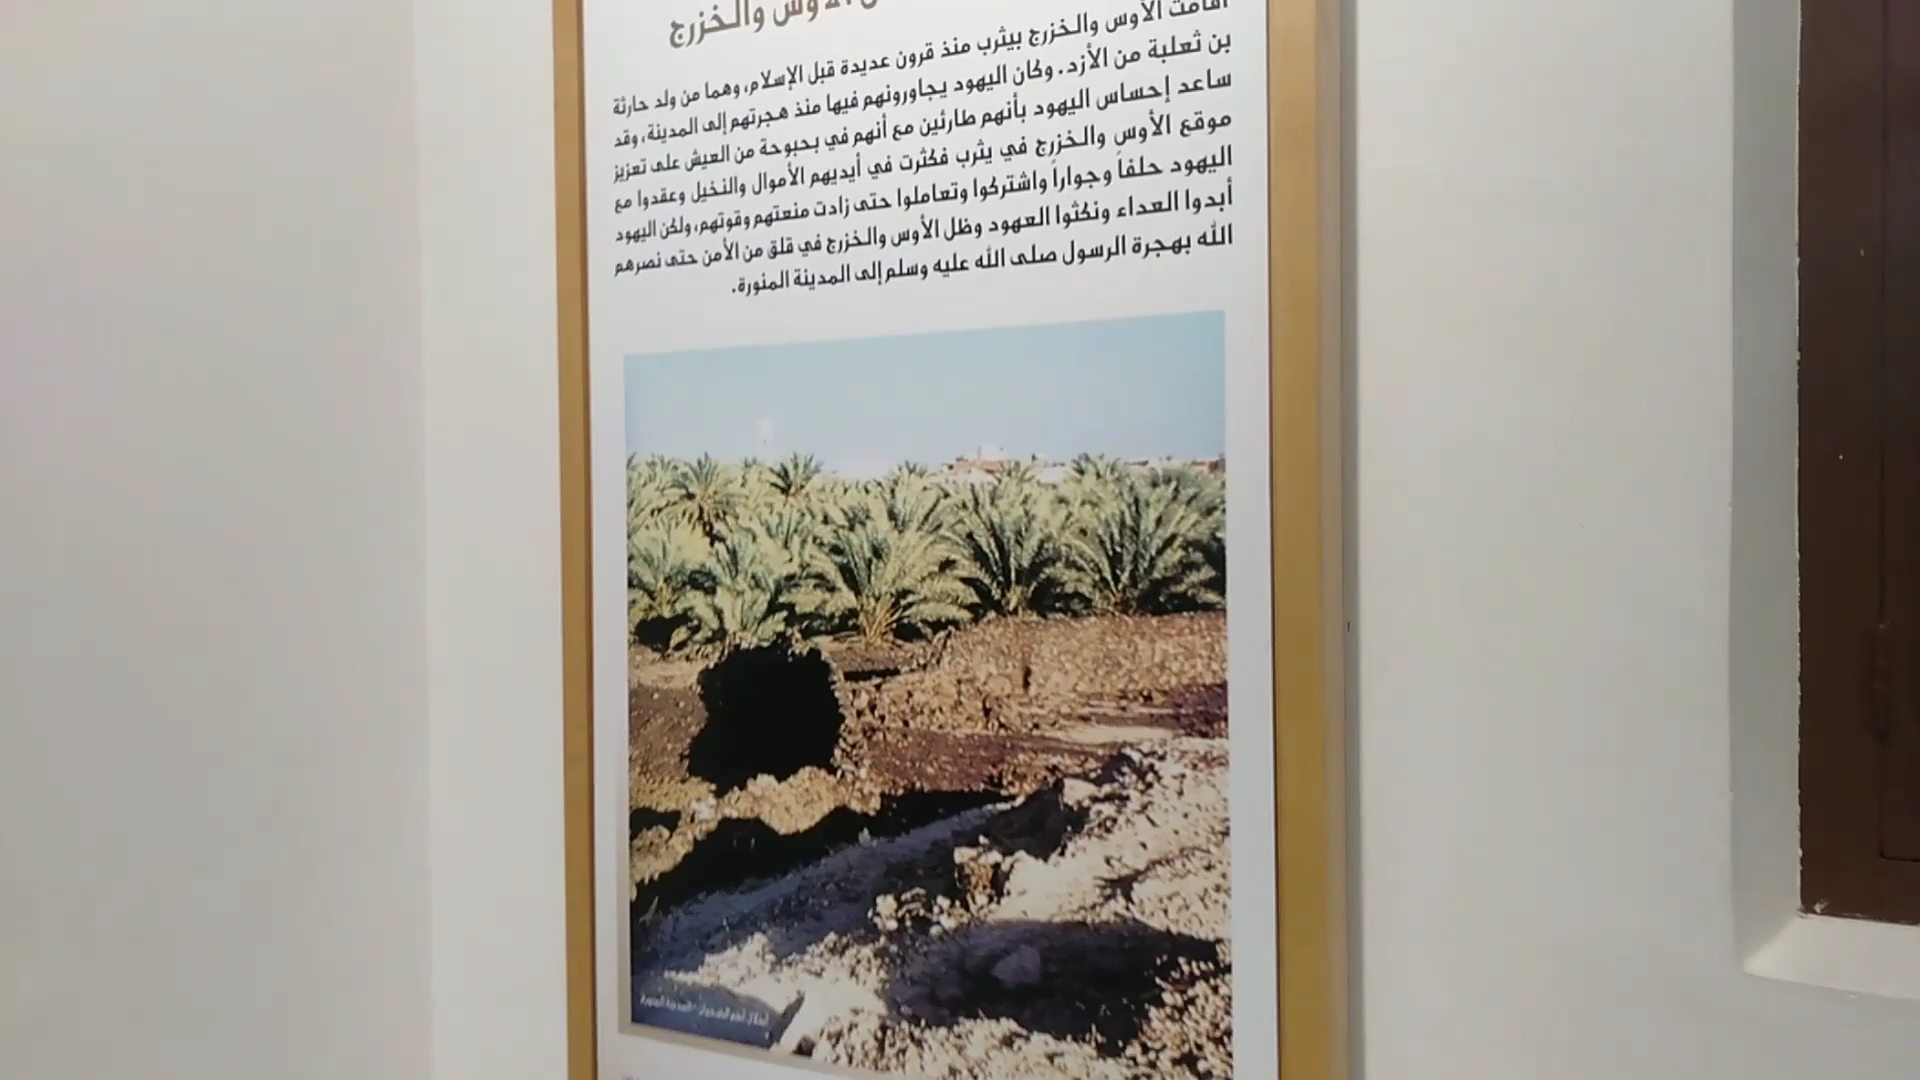 الأوس والخزرج
أقامت الأوس والخزرج بيثرب منذ قرون عديدة قبل الإسلام، وهما من ولد حارثة
بن ثعلبة من الأزد. وكان اليهود يجاورونهم فيها منذ هجرتهم إلى المدينة، وقد
ساعد إحساس اليهود بأنهم طارئين مع أنهم في بحبوحة من العيش على تعزيز
موقع الأوس والخزرج في يثرب فكثرت في أيديهم الأموال والنخيل وعقدوا مع
اليهود حلفاً وجواراً واشتركوا وتعاملوا حتى زادت منعتهم وقوتهم، ولكن اليهود
أبدوا العداء ونكثوا العهود وظل الأوس والخزرج في قلق من الأمن حتى نصرهم
الله بهجرة الرسول صلى الله عليه وسلم إلى المدينة المنورة.
المدينة المنورة